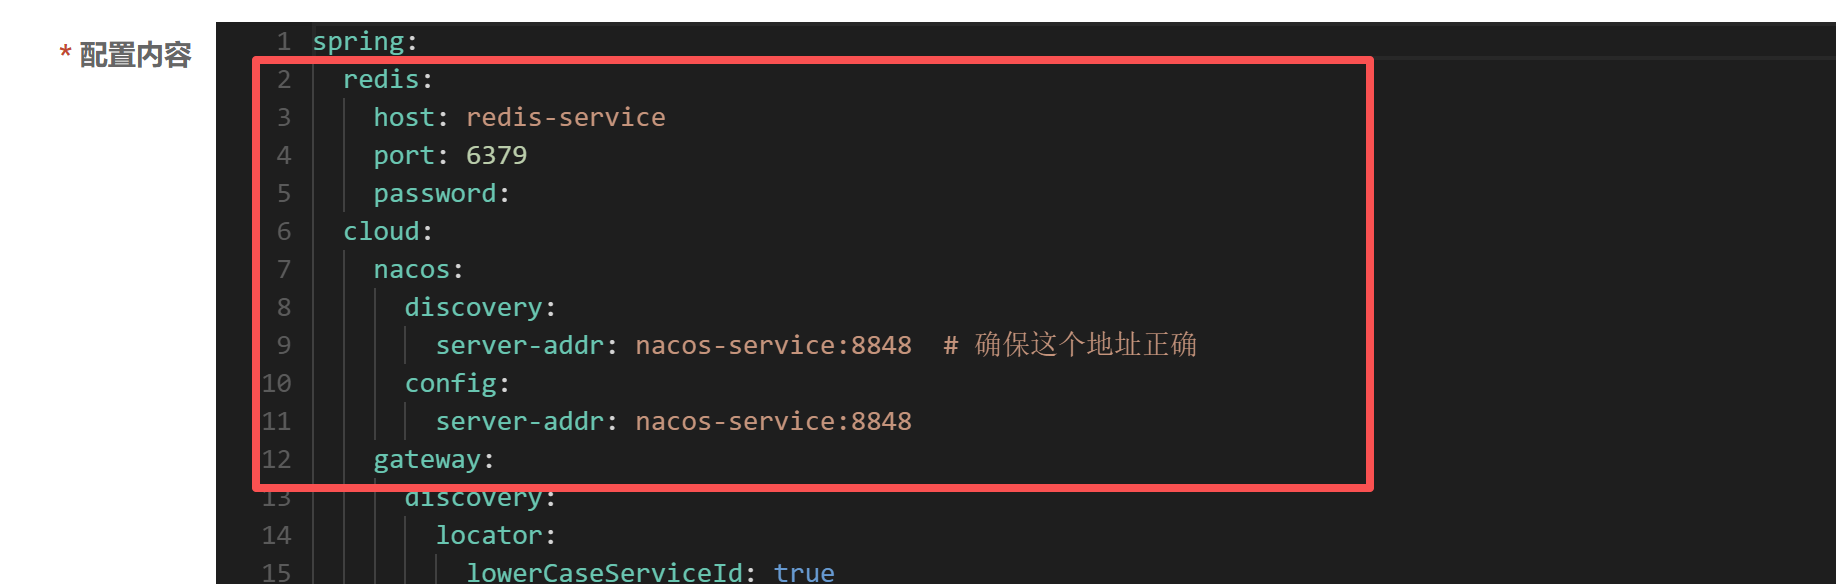 * 配置内容
1 spring:
2 redis:
3 host: redis-service
4 port: 6379
5 password:
6 cloud:
7 nacos:
8 discovery:
9 server-addr: nacos-service:8848  # 确保这个地址正确
10 config:
11 server-addr: nacos-service:8848
12 gateway:
13 discovery:
14 locator:
15 lowerCaseServiceId: true